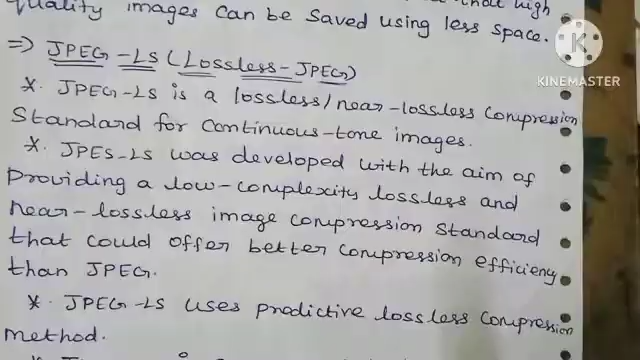 quality images can be saved using less space.
=> JPEG-LS (Lossless-JPEG)
*. JPEG-LS is a lossless/near-lossless compression
Standard for continuous-tone images.
*. JPES-LS was developed with the aim of
providing a low-complexity lossless and
near-lossless image compression standard
that could offer better compression efficiency
than JPEG.
*. JPEG-LS uses predictive lossless compression
method.
KINEMASTER